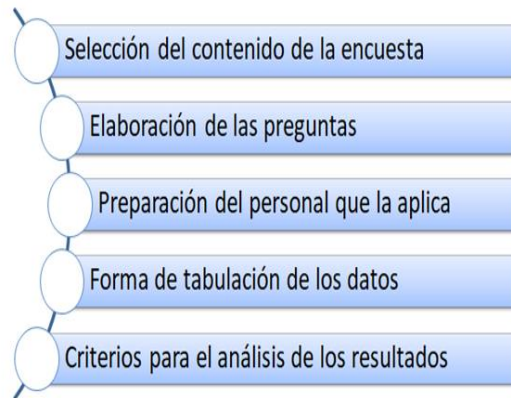 Selección del contenido de la encuesta
Elaboración de las preguntas
Preparación del personal que la aplica
Forma de tabulación de los datos
Criterios para el análisis de los resultados